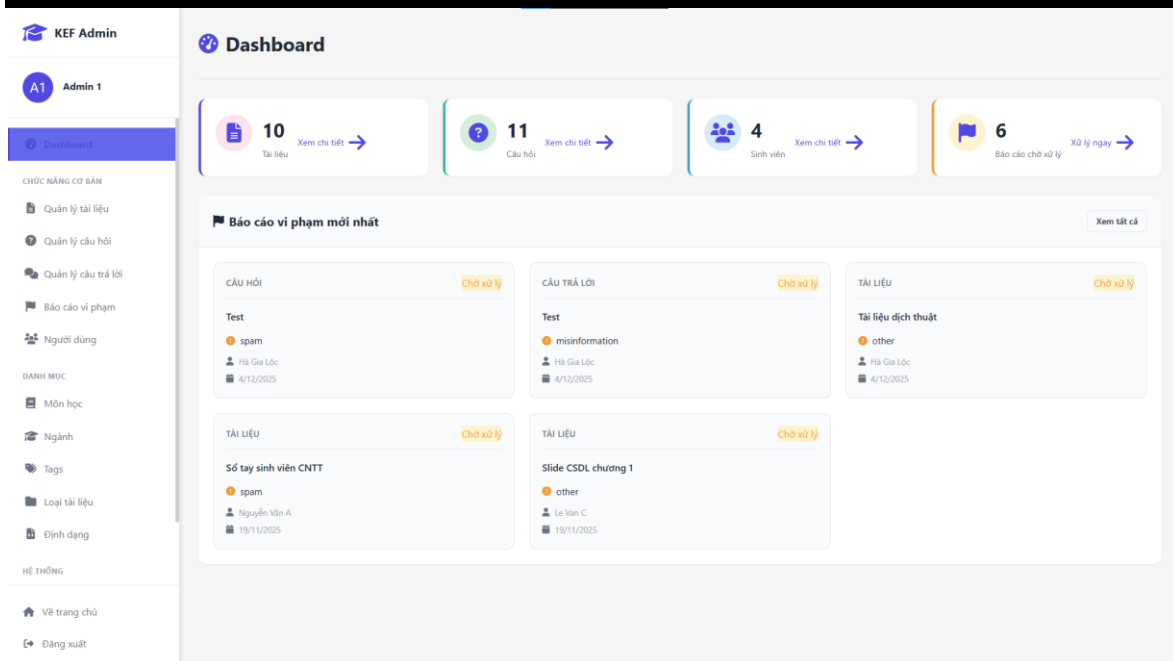 KEF Admin
A1
Admin 1
Dashboard
CHỨC NĂNG CƠ BẢN
Quản lý tài liệu
Quản lý câu hỏi
Quản lý câu trả lời
Báo cáo vi phạm
Người dùng
DANH MỤC
Môn học
Ngành
Tags
Loại tài liệu
Định dạng
HỆ THỐNG
Về trang chủ
Đăng xuất
Dashboard
10
Tài liệu
Xem chi tiết
11
Câu hỏi
Xem chi tiết
4
Sinh viên
Xem chi tiết
6
Báo cáo chờ xử lý
Xử lý ngay
Báo cáo vi phạm mới nhất
Xem tất cả
CÂU HỎI
Chờ xử lý
Test
spam
Hà Gia Lộc
4/12/2025
CÂU TRẢ LỜI
Chờ xử lý
Test
misinformation
Hà Gia Lộc
4/12/2025
TÀI LIỆU
Chờ xử lý
Tài liệu dịch thuật
other
Hà Gia Lộc
4/12/2025
TÀI LIỆU
Chờ xử lý
Sổ tay sinh viên CNTT
spam
Nguyễn Văn A
19/11/2025
TÀI LIỆU
Chờ xử lý
Slide CSDL chương 1
other
Le Van C
19/11/2025